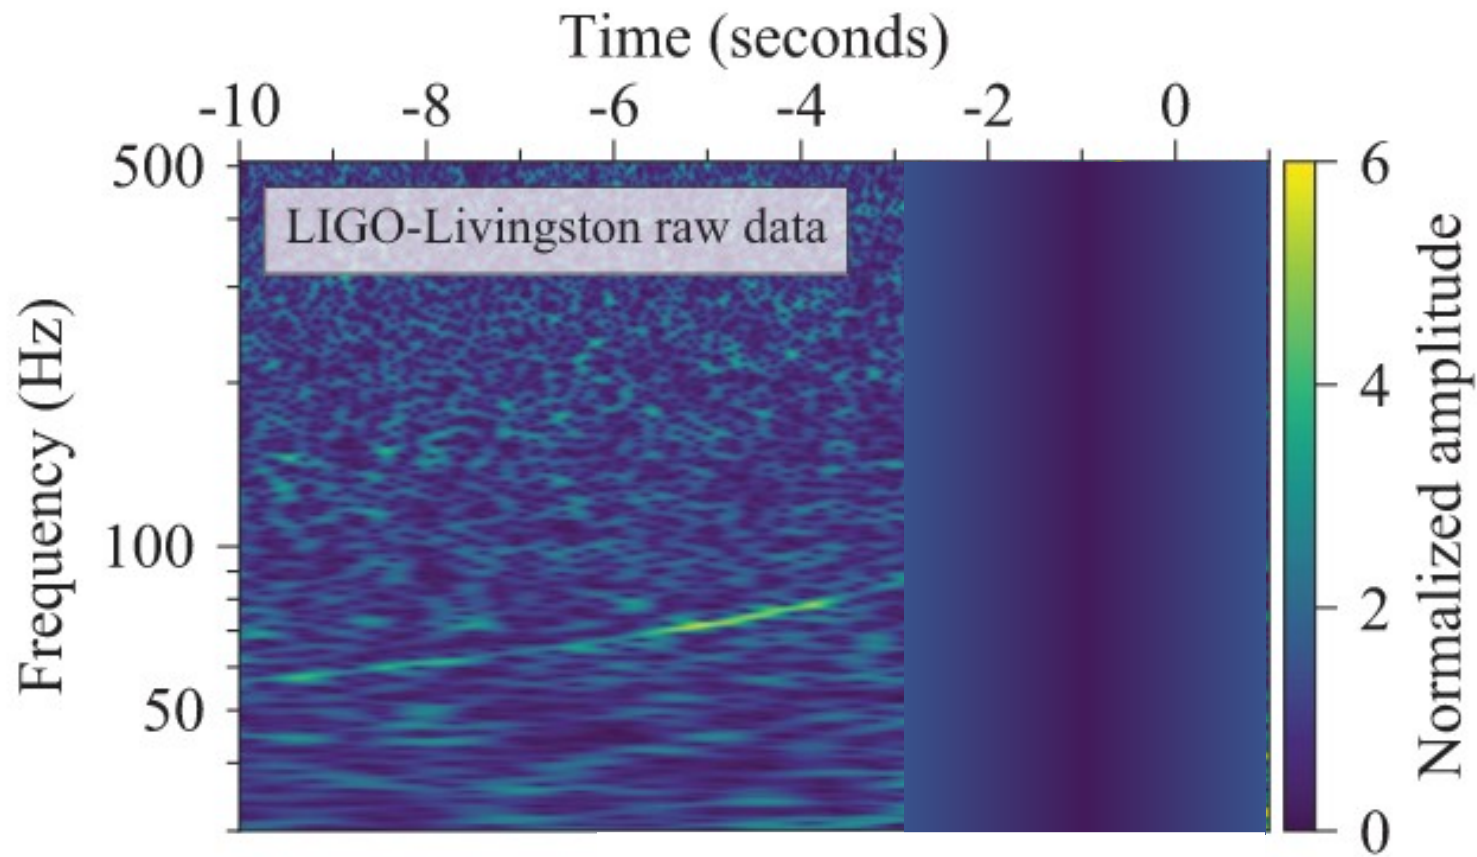 Time (seconds)
-10 -8 -6 -4 -2 0
500
100
50
Frequency (Hz)
LIGO-Livingston raw data
6
4
2
0
Normalized amplitude